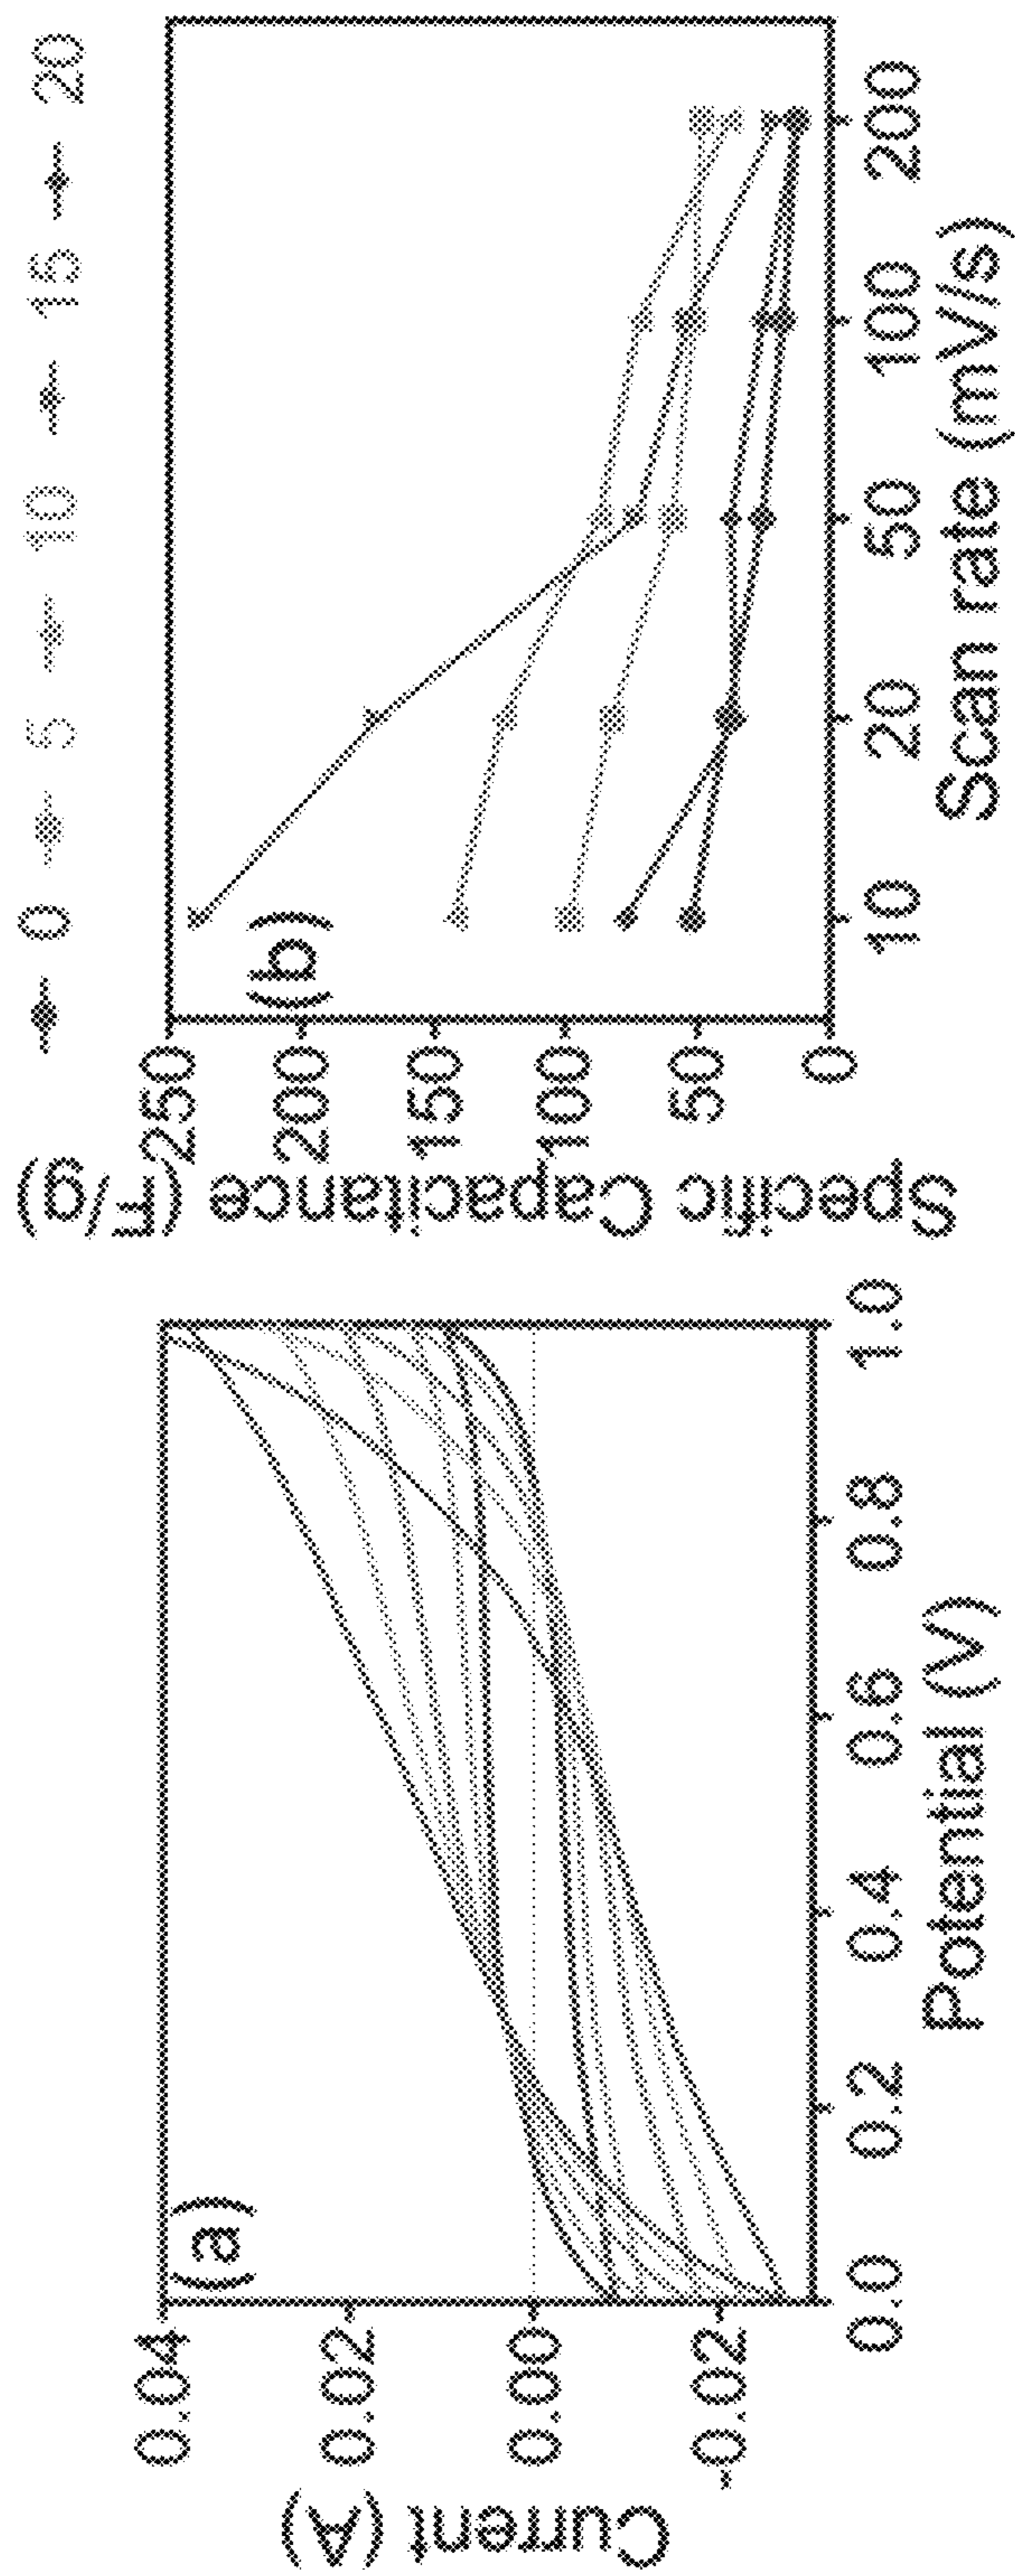 (a)
Current (A)
0.04
0.02
0.00
-0.02
0.0 0.2 0.4 0.6 0.8 1.0
Potential (V)
0 5 10 15 20
(b)
Specific Capacitance (F/g)
250
200
150
100
50
0
10 20 50 100 200
Scan rate (mV/s)